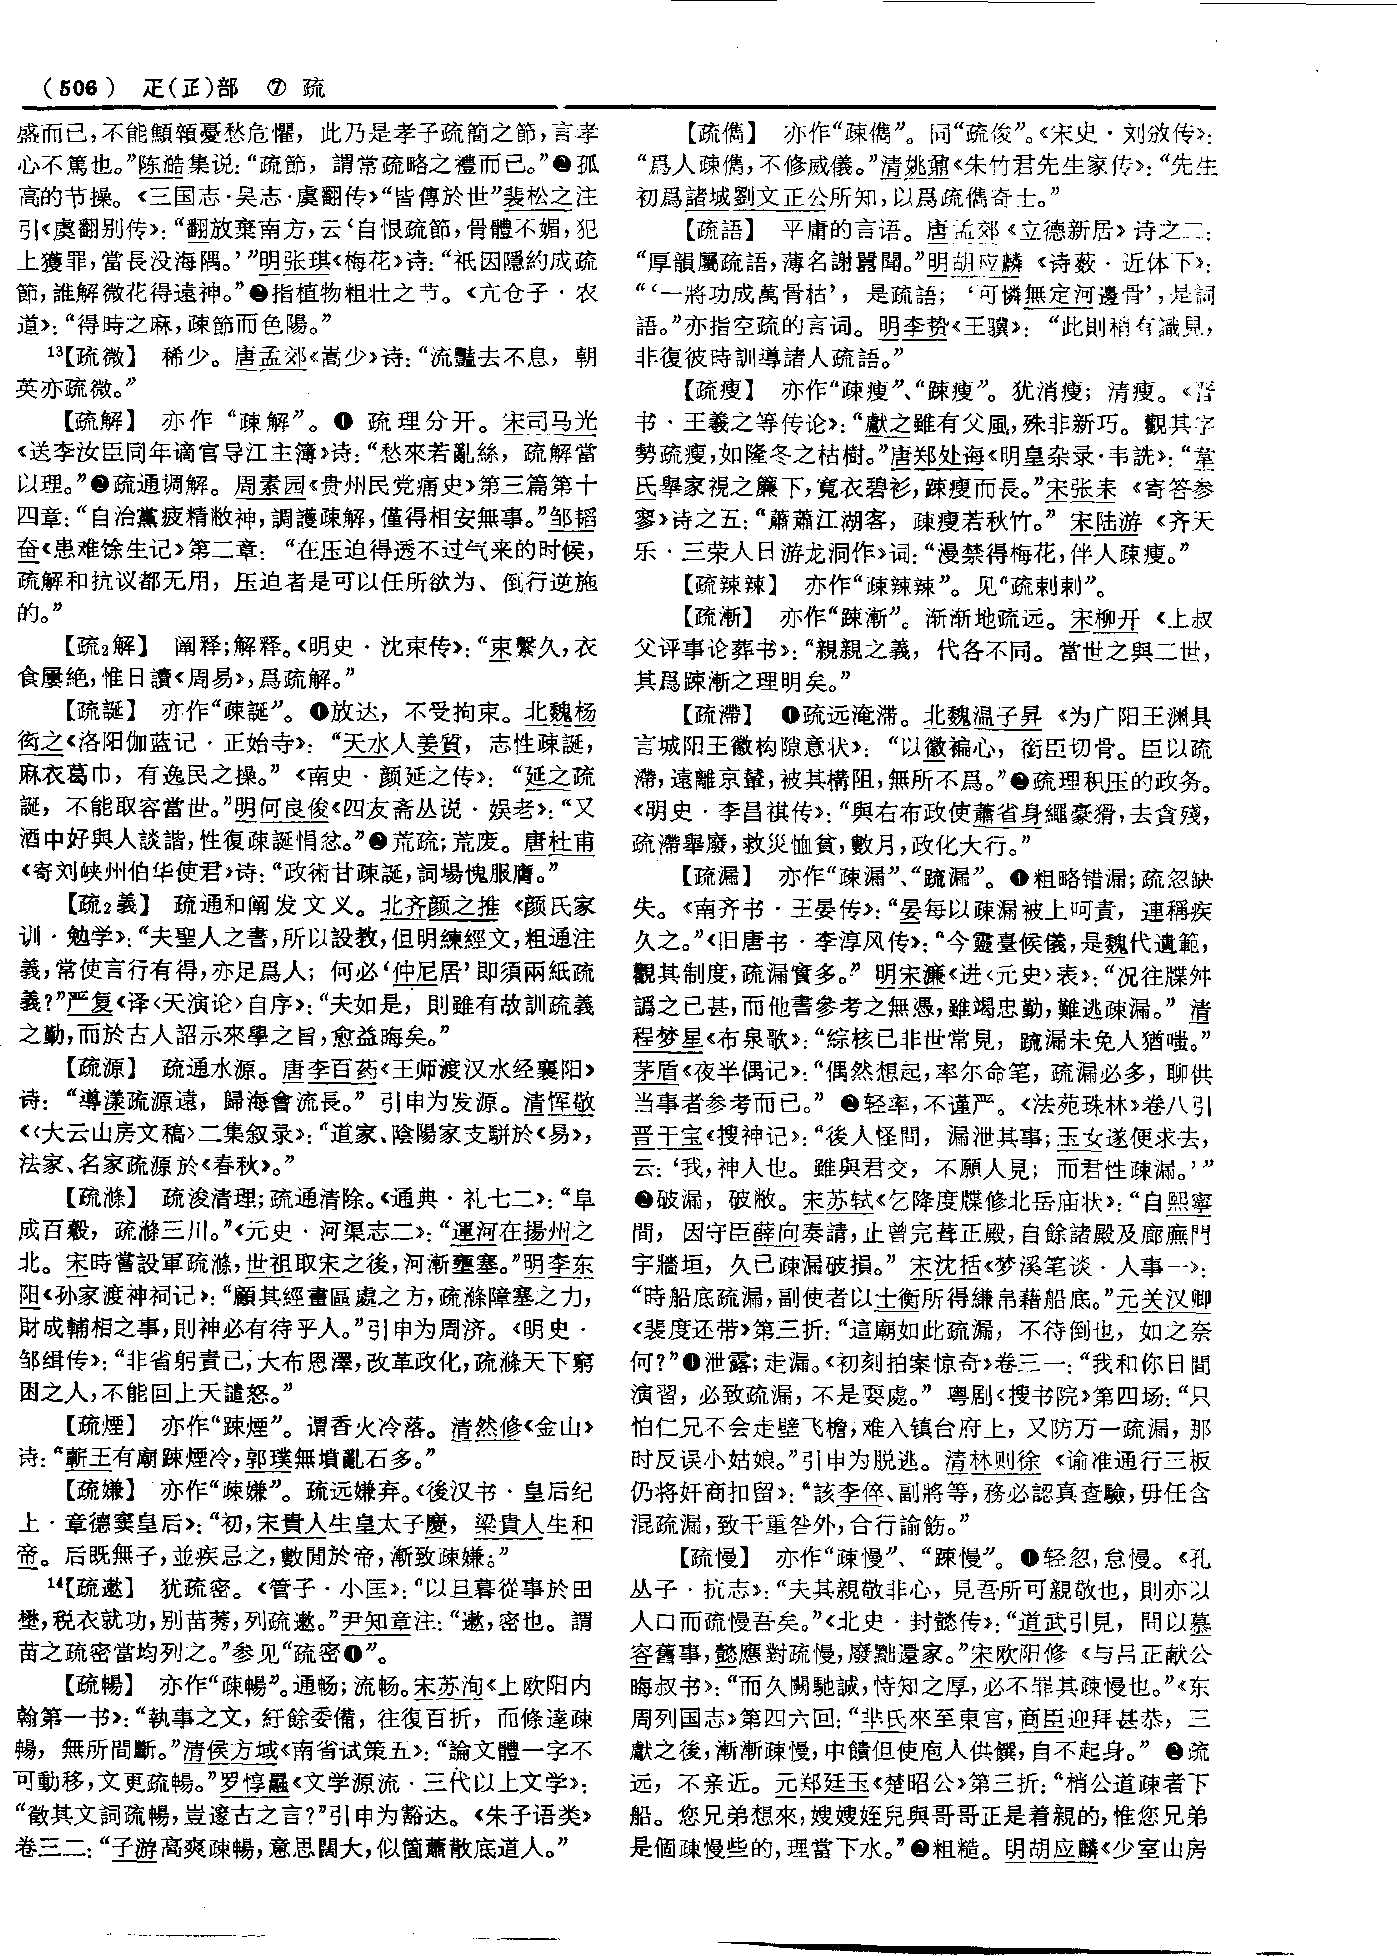 （506） 疋(𤴔)部 ⑦ 疏
盛而已，不能顦顇憂愁危懼，此乃是孝子疏簡之節，言孝
心不篤也。”陈皓集说：“疏節，謂常疏略之禮而已。”❷孤
高的节操。《三国志·吴志·虞翻传》“皆傳於世”裴松之注
引《虞翻别传》：“翻放棄南方，云‘自恨疏節，骨體不媚，犯
上獲罪，當長没海隅。’”明张琪《梅花》诗：“祇因隱約成疏
節，誰解微花得遠神。”❸指植物粗壮之节。《亢仓子·农
道》：“得時之麻，疎節而色陽。”
13【疏微】 稀少。唐孟郊《嵩少》诗：“流豔去不息，朝
英亦疏微。”
【疏解】 亦作“疎解”。❶疏理分开。宋司马光
《送李汝臣同年谪官导江主簿》诗：“愁來若亂絲，疏解當
以理。”❷疏通调解。周素园《贵州民党痛史》第三篇第十
四章：“自治黨疲精敝神，調護疎解，僅得相安無事。”邹韬
奋《患难馀生记》第二章：“在压迫得透不过气来的时候，
疏解和抗议都无用，压迫者是可以任所欲为、倒行逆施
的。”
【疏2解】 阐释；解释。《明史·沈束传》：“束繫久，衣
食屢絶，惟日讀《周易》，爲疏解。”
【疏誕】 亦作“疎誕”。❶放达，不受拘束。北魏杨
衒之《洛阳伽蓝记·正始寺》：“天水人姜質，志性疎誕，
麻衣葛巾，有逸民之操。”《南史·颜延之传》：“延之疏
誕，不能取容當世。”明何良俊《四友斋丛说·娱老》：“又
酒中好與人談諧，性復疎誕悁忿。”❷荒疏；荒废。唐杜甫
《寄刘峡州伯华使君》诗：“政術甘疎誕，詞場愧服膺。”
【疏2義】 疏通和阐发文义。北齐颜之推《颜氏家
训·勉学》：“夫聖人之書，所以設教，但明練經文，粗通注
義，常使言行有得，亦足爲人；何必‘仲尼居’即須兩紙疏
義？”严复《译〈天演论〉自序》：“夫如是，則雖有故訓疏義
之勤，而於古人詔示來學之旨，愈益晦矣。”
【疏源】 疏通水源。唐李百药《王师渡汉水经襄阳》
诗：“導漾疏源遠，歸海會流長。”引申为发源。清恽敬
《〈大云山房文稿〉二集叙录》：“道家、陰陽家支駢於《易》，
法家、名家疏源於《春秋》。”
【疏滌】 疏浚清理；疏通清除。《通典·礼七二》：“阜
成百穀，疏滌三川。”《元史·河渠志二》：“運河在揚州之
北。宋時嘗設軍疏滌，世祖取宋之後，河漸壅塞。”明李东
阳《孙家渡神祠记》：“顧其經畫區處之方，疏滌障塞之力，
財成輔相之事，則神必有待乎人。”引申为周济。《明史·
邹缉传》：“非省躬責己，大布恩澤，改革政化，疏滌天下窮
困之人，不能回上天譴怒。”
【疏煙】 亦作“踈煙”。谓香火冷落。清然修《金山》
诗：“蘄王有廟踈煙冷，郭璞無墳亂石多。”
【疏嫌】 亦作“疎嫌”。疏远嫌弃。《後汉书·皇后纪
上·章德窦皇后》：“初，宋貴人生皇太子慶，梁貴人生和
帝。后既無子，並疾忌之，數閒於帝，漸致疎嫌。”
14【疏遬】 犹疏密。《管子·小匡》：“以旦暮從事於田
壄，税衣就功，别苗莠，列疏遬。”尹知章注：“遬，密也。謂
苗之疏密當均列之。”参见“疏密❶”。
【疏暢】 亦作“疎暢”。通畅；流畅。宋苏洵《上欧阳内
翰第一书》：“執事之文，紆餘委備，往復百折，而條達疎
暢，無所間斷。”清侯方域《南省试策五》：“論文體一字不
可動移，文更疏暢。”罗惇曧《文学源流·三代以上文学》：
“徵其文詞疏暢，豈邃古之言？”引申为豁达。《朱子语类》
卷三二：“子游高爽疎暢，意思闊大，似箇蕭散底道人。”
【疏儁】 亦作“疎儁”。同“疏俊”。《宋史·刘攽传》：
“爲人疎儁，不修威儀。”清姚鼐《朱竹君先生家传》：“先生
初爲諸城劉文正公所知，以爲疏儁奇士。”
【疏語】 平庸的言语。唐孟郊《立德新居》诗之二：
“厚韻屬疏語，薄名謝囂聞。”明胡应麟《诗薮·近体下》：
“‘一將功成萬骨枯’，是疏語；‘可憐無定河邊骨’，是詞
語。”亦指空疏的言词。明李贽《王骥》：“此則稍有識見，
非復彼時訓導諸人疏語。”
【疏瘦】 亦作“疎瘦”、“踈瘦”。犹消瘦；清瘦。《晋
书·王羲之等传论》：“獻之雖有父風，殊非新巧。觀其字
勢疏瘦，如隆冬之枯樹。”唐郑处诲《明皇杂录·韦詵》：“韋
氏舉家視之簾下，寬衣碧衫，踈瘦而長。”宋张耒《寄答参
寥》诗之五：“蕭蕭江湖客，疎瘦若秋竹。”宋陆游《齐天
乐·三荣人日游龙洞作》词：“漫禁得梅花，伴人疎瘦。”
【疏辣辣】 亦作“疎辣辣”。见“疏剌剌”。
【疏漸】 亦作“踈漸”。渐渐地疏远。宋柳开《上叔
父评事论葬书》：“親親之義，代各不同。當世之與二世，
其爲踈漸之理明矣。”
【疏滯】 ❶疏远淹滞。北魏温子昇《为广阳王渊具
言城阳王徽构隙意状》：“以徽褊心，銜臣切骨。臣以疏
滯，遠離京輦，被其構阻，無所不爲。”❷疏理积压的政务。
《明史·李昌祺传》：“與右布政使蕭省身繩豪猾，去貪殘，
疏滯舉廢，救災恤貧，數月，政化大行。”
【疏漏】 亦作“疎漏”、“踈漏”。❶粗略错漏；疏忽缺
失。《南齐书·王晏传》：“晏每以疎漏被上呵責，連稱疾
久之。”《旧唐书·李淳风传》：“今靈臺候儀，是魏代遺範，
觀其制度，疏漏實多。”明宋濂《进〈元史〉表》：“况往牒舛
譌之已甚，而他書參考之無憑，雖竭忠勤，難逃疎漏。”清
程梦星《布泉歌》：“綜核已非世常見，踈漏未免人猶嗤。”
茅盾《夜半偶记》：“偶然想起，率尔命笔，疏漏必多，聊供
当事者参考而已。”❷轻率，不谨严。《法苑珠林》卷八引
晋干宝《搜神记》：“後人怪問，漏泄其事；玉女遂便求去，
云：‘我，神人也。雖與君交，不願人見；而君性疎漏。’”
❸破漏，破敝。宋苏轼《乞降度牒修北岳庙状》：“自熙寧
間，因守臣薛向奏請，止曾完葺正殿，自餘諸殿及廊廡門
宇牆垣，久已疎漏破損。”宋沈括《梦溪笔谈·人事一》：
“時船底疏漏，副使者以士衡所得縑帛藉船底。”元关汉卿
《裴度还带》第三折：“這廟如此疏漏，不待倒也，如之奈
何？”❹泄露；走漏。《初刻拍案惊奇》卷三一：“我和你日間
演習，必致疏漏，不是耍處。”粤剧《搜书院》第四场：“只
怕仁兄不会走壁飞檐，难入镇台府上，又防万一疏漏，那
时反误小姑娘。”引申为脱逃。清林则徐《谕准通行三板
仍将奸商扣留》：“該李倅、副將等，務必認真查驗，毋任含
混疏漏，致干重咎外，合行諭飭。”
【疏慢】 亦作“疎慢”、“踈慢”。❶轻忽，怠慢。《孔
丛子·抗志》：“夫其親敬非心，見吾所可親敬也，則亦以
人口而疏慢吾矣。”《北史·封懿传》：“道武引見，問以慕
容舊事，懿應對疏慢，廢黜還家。”宋欧阳修《与吕正献公
晦叔书》：“而久闕馳誠，恃知之厚，必不罪其疎慢也。”《东
周列国志》第四六回：“羋氏來至東宫，商臣迎拜甚恭，三
獻之後，漸漸疎慢，中饋但使庖人供饌，自不起身。”❷疏
远，不亲近。元郑廷玉《楚昭公》第三折：“梢公道疎者下
船。您兄弟想來，嫂嫂姪兒與哥哥正是着親的，惟您兄弟
是個疎慢些的，理當下水。”❸粗糙。明胡应麟《少室山房